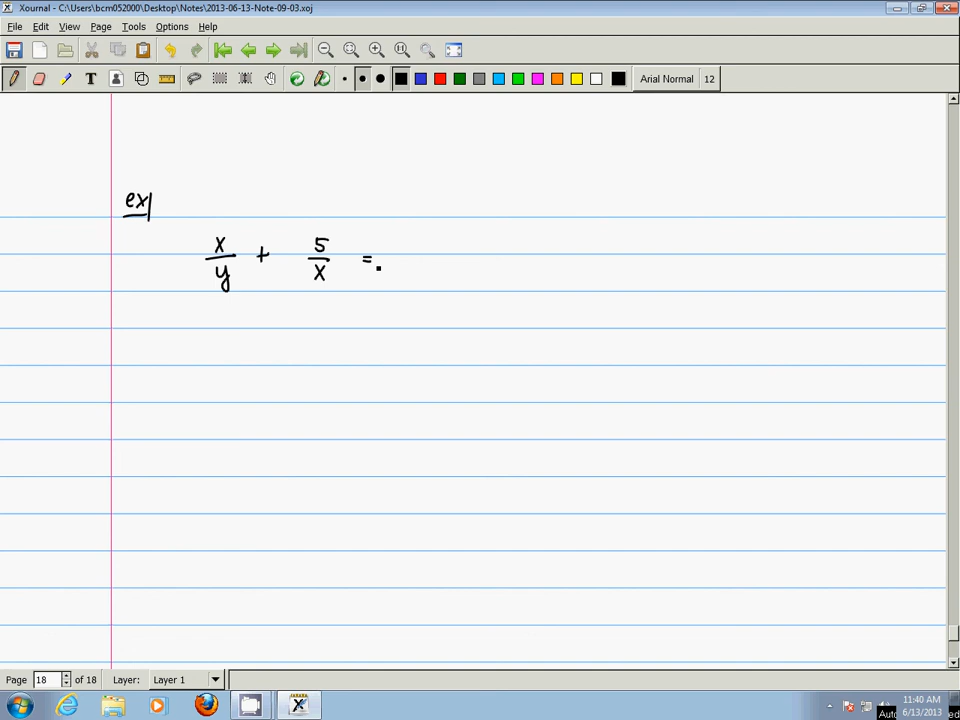 Xournal - C:\Users\bcm052000\Desktop\Notes\2013-06-13-Note-09-03.xoj
File Edit View Page Tools Options Help
T Arial Normal 12
ex
x/y + 5/x =
Page 18 of 18 Layer: Layer 1
11:40 AM
6/13/2013